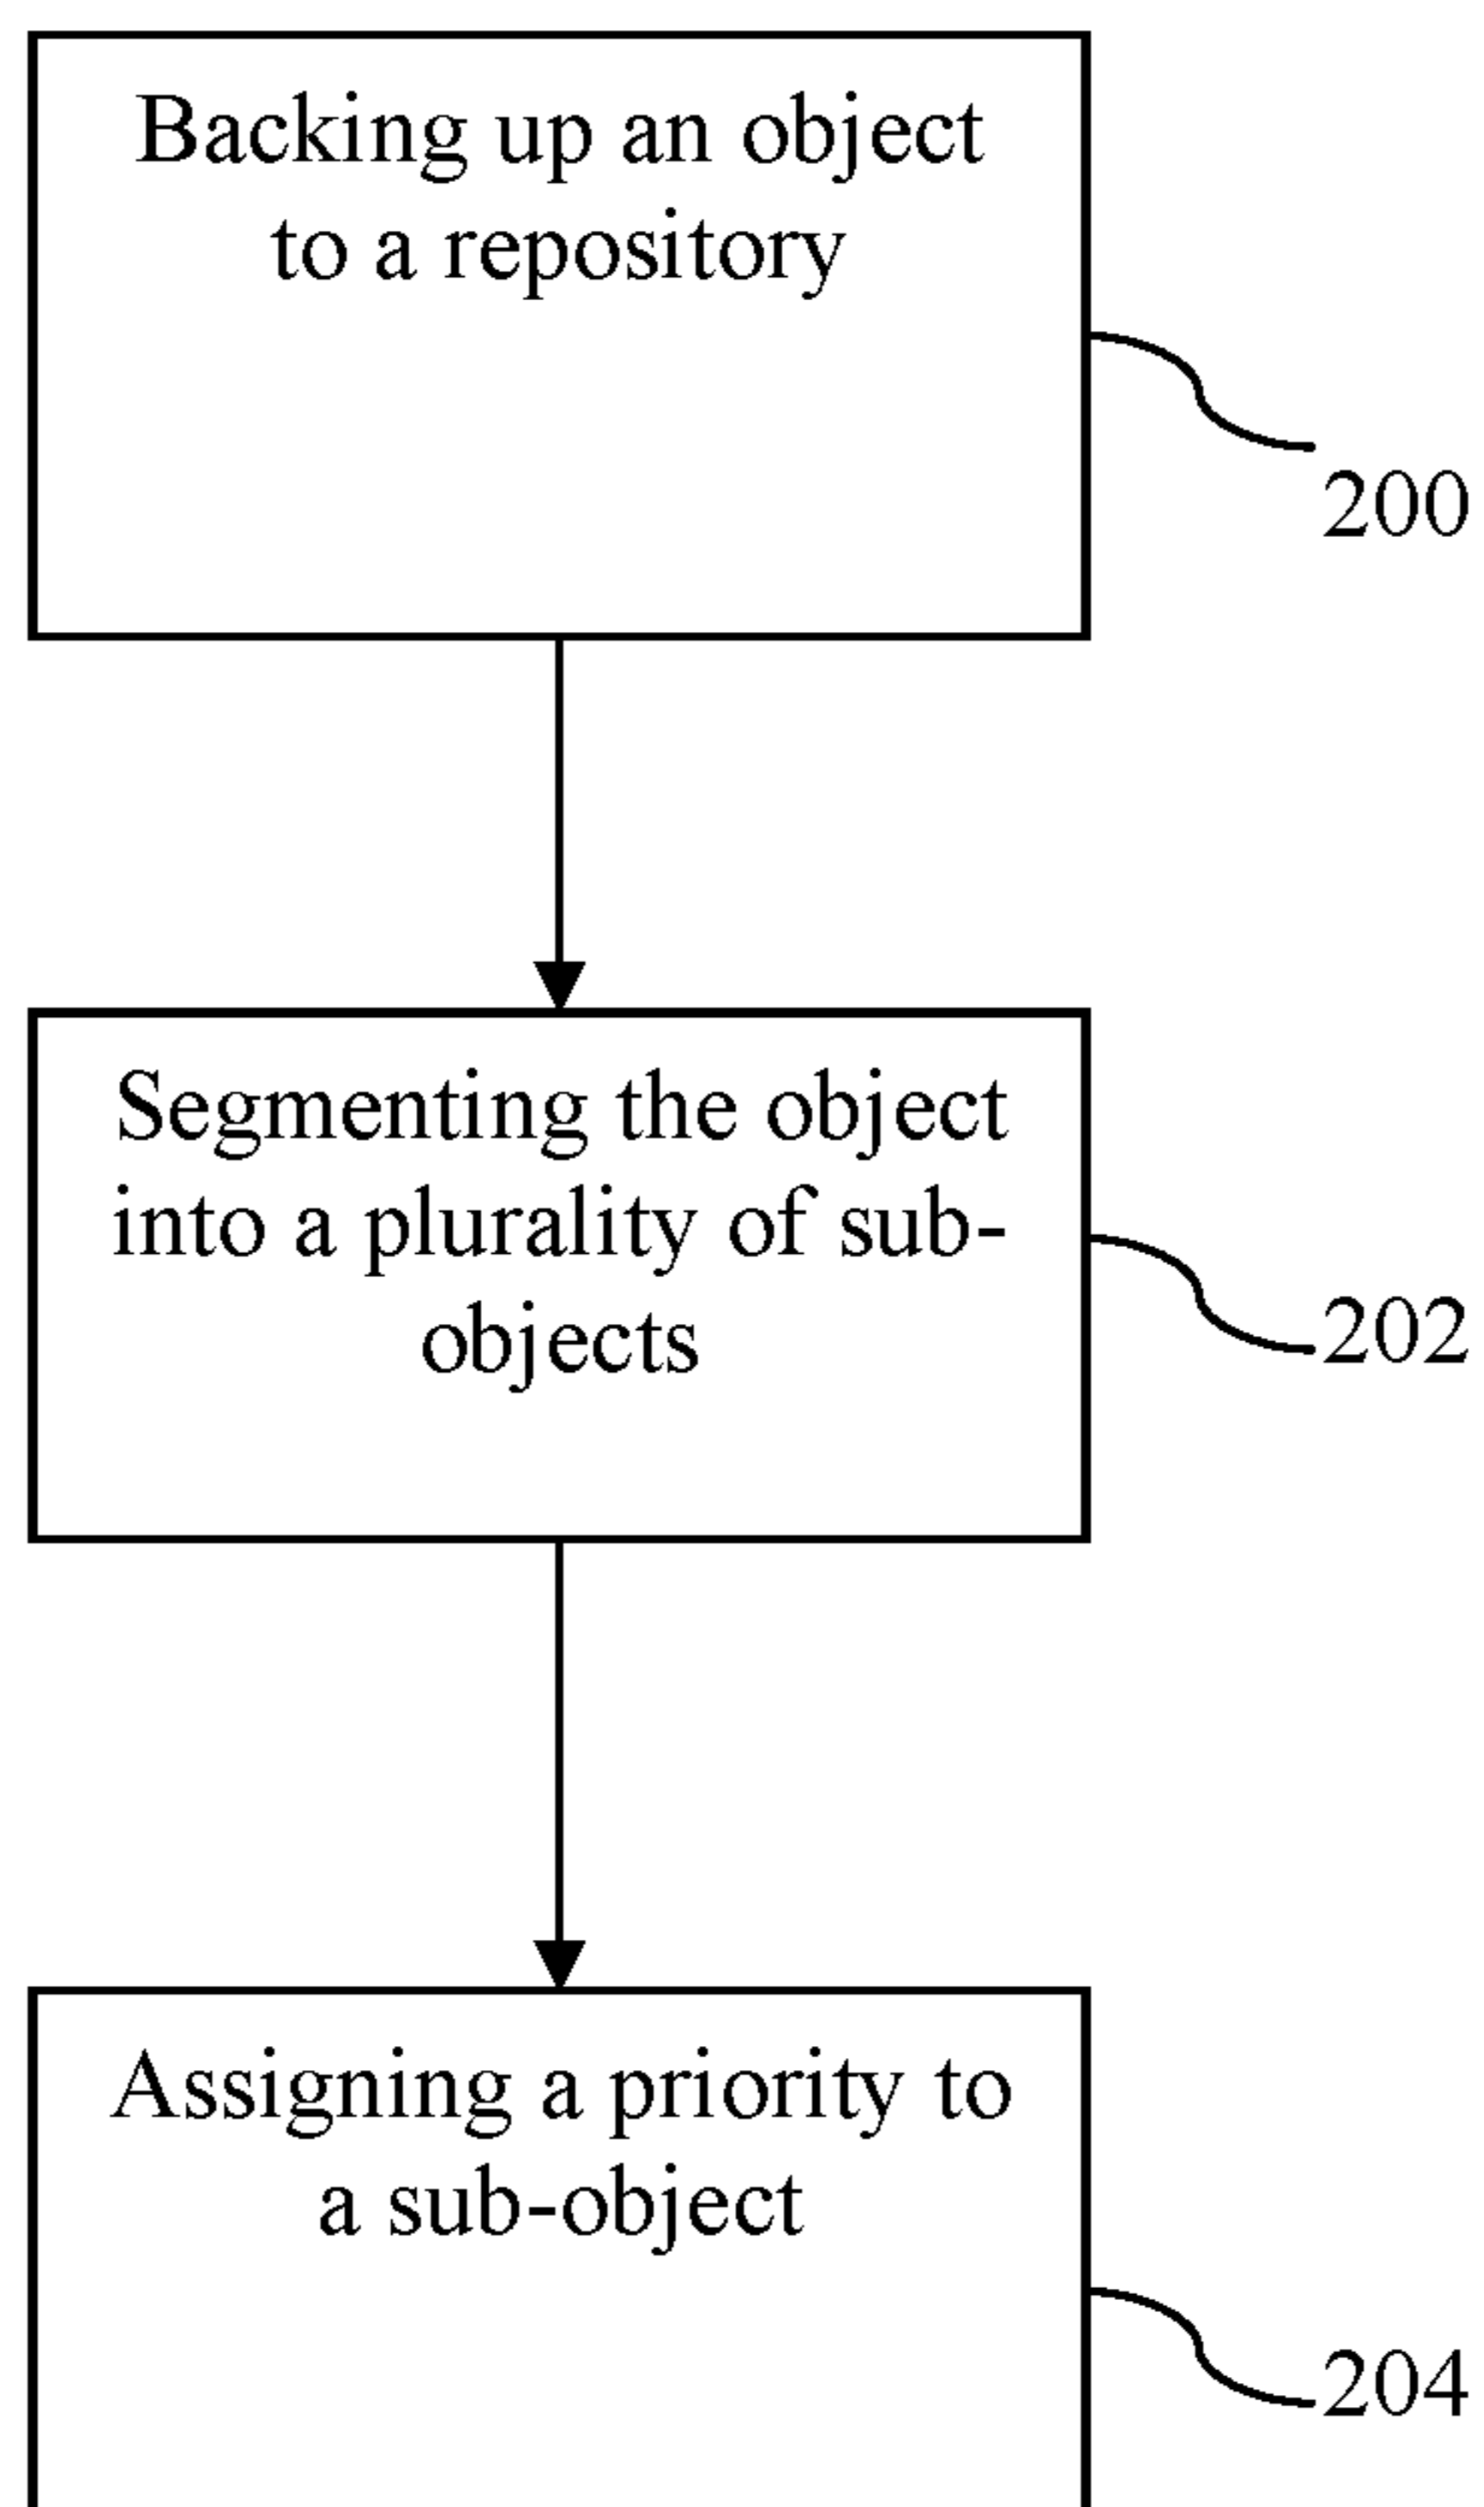 Backing up an object
to a repository
200
Segmenting the object
into a plurality of sub-
objects
202
Assigning a priority to
a sub-object
204